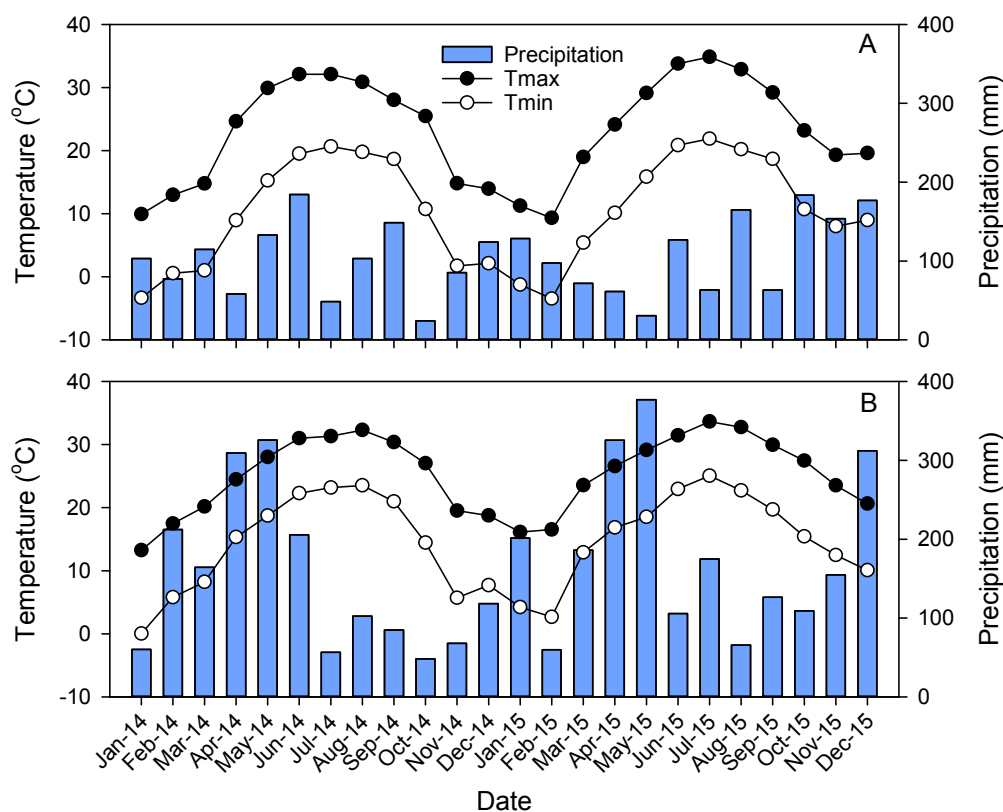 40
30
20
10
0
-10
Temperature (°C)
Precipitation
Tmax
Tmin
A
400
300
200
100
0
Precipitation (mm)
40
30
20
10
0
-10
Temperature (°C)
B
400
300
200
100
0
Precipitation (mm)
Jan-14
Feb-14
Mar-14
Apr-14
May-14
Jun-14
Jul-14
Aug-14
Sep-14
Oct-14
Nov-14
Dec-14
Jan-15
Feb-15
Mar-15
Apr-15
May-15
Jun-15
Jul-15
Aug-15
Sep-15
Oct-15
Nov-15
Dec-15
Date